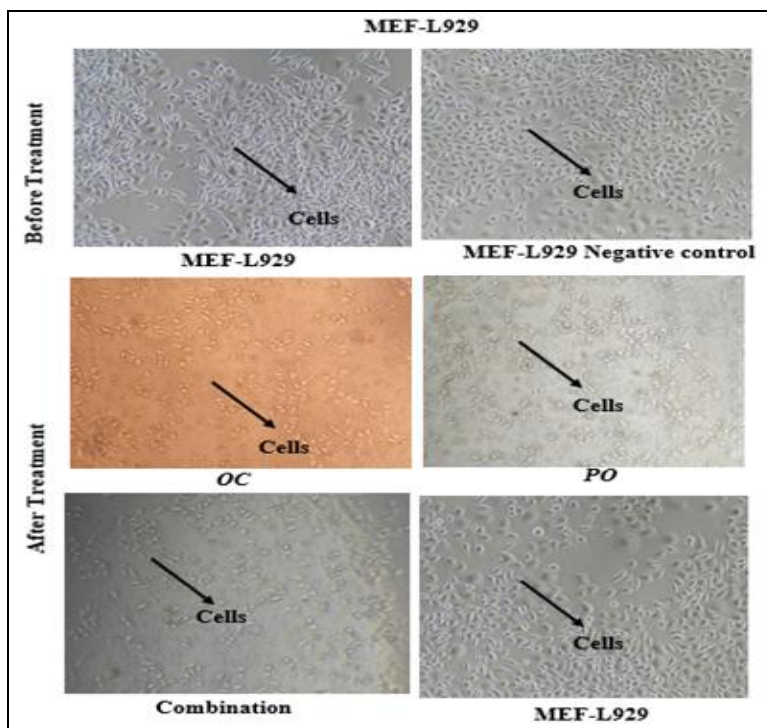 MEF-L929
Before Treatment
Cells
Cells
MEF-L929
MEF-L929 Negative control
After Treatment
Cells
Cells
OC
PO
Cells
Cells
Combination
MEF-L929